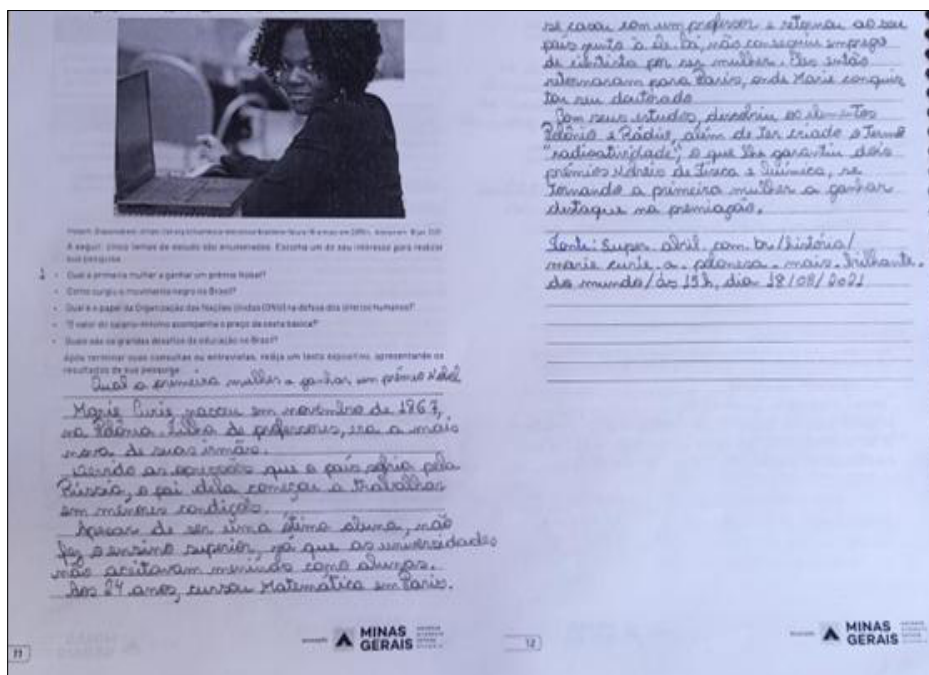 A seguir, cinco temas de estudo são enumerados. Escolha um do seu interesse para realizar
sua pesquisa.
1 • Qual a primeira mulher a ganhar um prêmio Nobel?
• Como surgiu o movimento negro no Brasil?
• Qual é o papel da Organização das Nações Unidas (ONU) na defesa dos direitos humanos?
• "O valor do salário-mínimo acompanha o preço da cesta básica?"
• Quais são os grandes desafios da educação no Brasil?
Após terminar suas consultas ou entrevistas, redija um texto expositivo, apresentando os
resultados de sua pesquisa.
Qual a primeira mulher a ganhar um prêmio Nobel
Marie Curie nasceu em novembro de 1867,
na Polônia. Filha de professores, era a mais
nova de suas irmãs.
Devido as opressões que o país sofria pela
Rússia, o pai dela começou a trabalhar
em menores condições.
Apesar de ser uma ótima aluna, não
fez o ensino superior, já que as universidades
não aceitavam meninas como alunas.
Aos 24 anos, cursou Matemática em Paris.
11
MINAS
GERAIS
se casou com um professor e retornou ao seu
país junto à ele. Lá, não conseguiu emprego
de cientista por ser mulher. Eles então
retornaram para Paris, onde Marie conquis
tou seu doutorado
Com seus estudos, descobriu os elementos
Polônio e Rádio, além de ter criado o termo
"radioatividade", o que lhe garantiu dois
prêmios Nobeis de Física e Química, se
tornando a primeira mulher a ganhar
destaque na premiação.
Fonte: Super. abril. com. br/história/
marie. curie. a. polonesa. mais. brilhante.
do mundo/ às 15h, dia 18/08/2021
12
MINAS
GERAIS